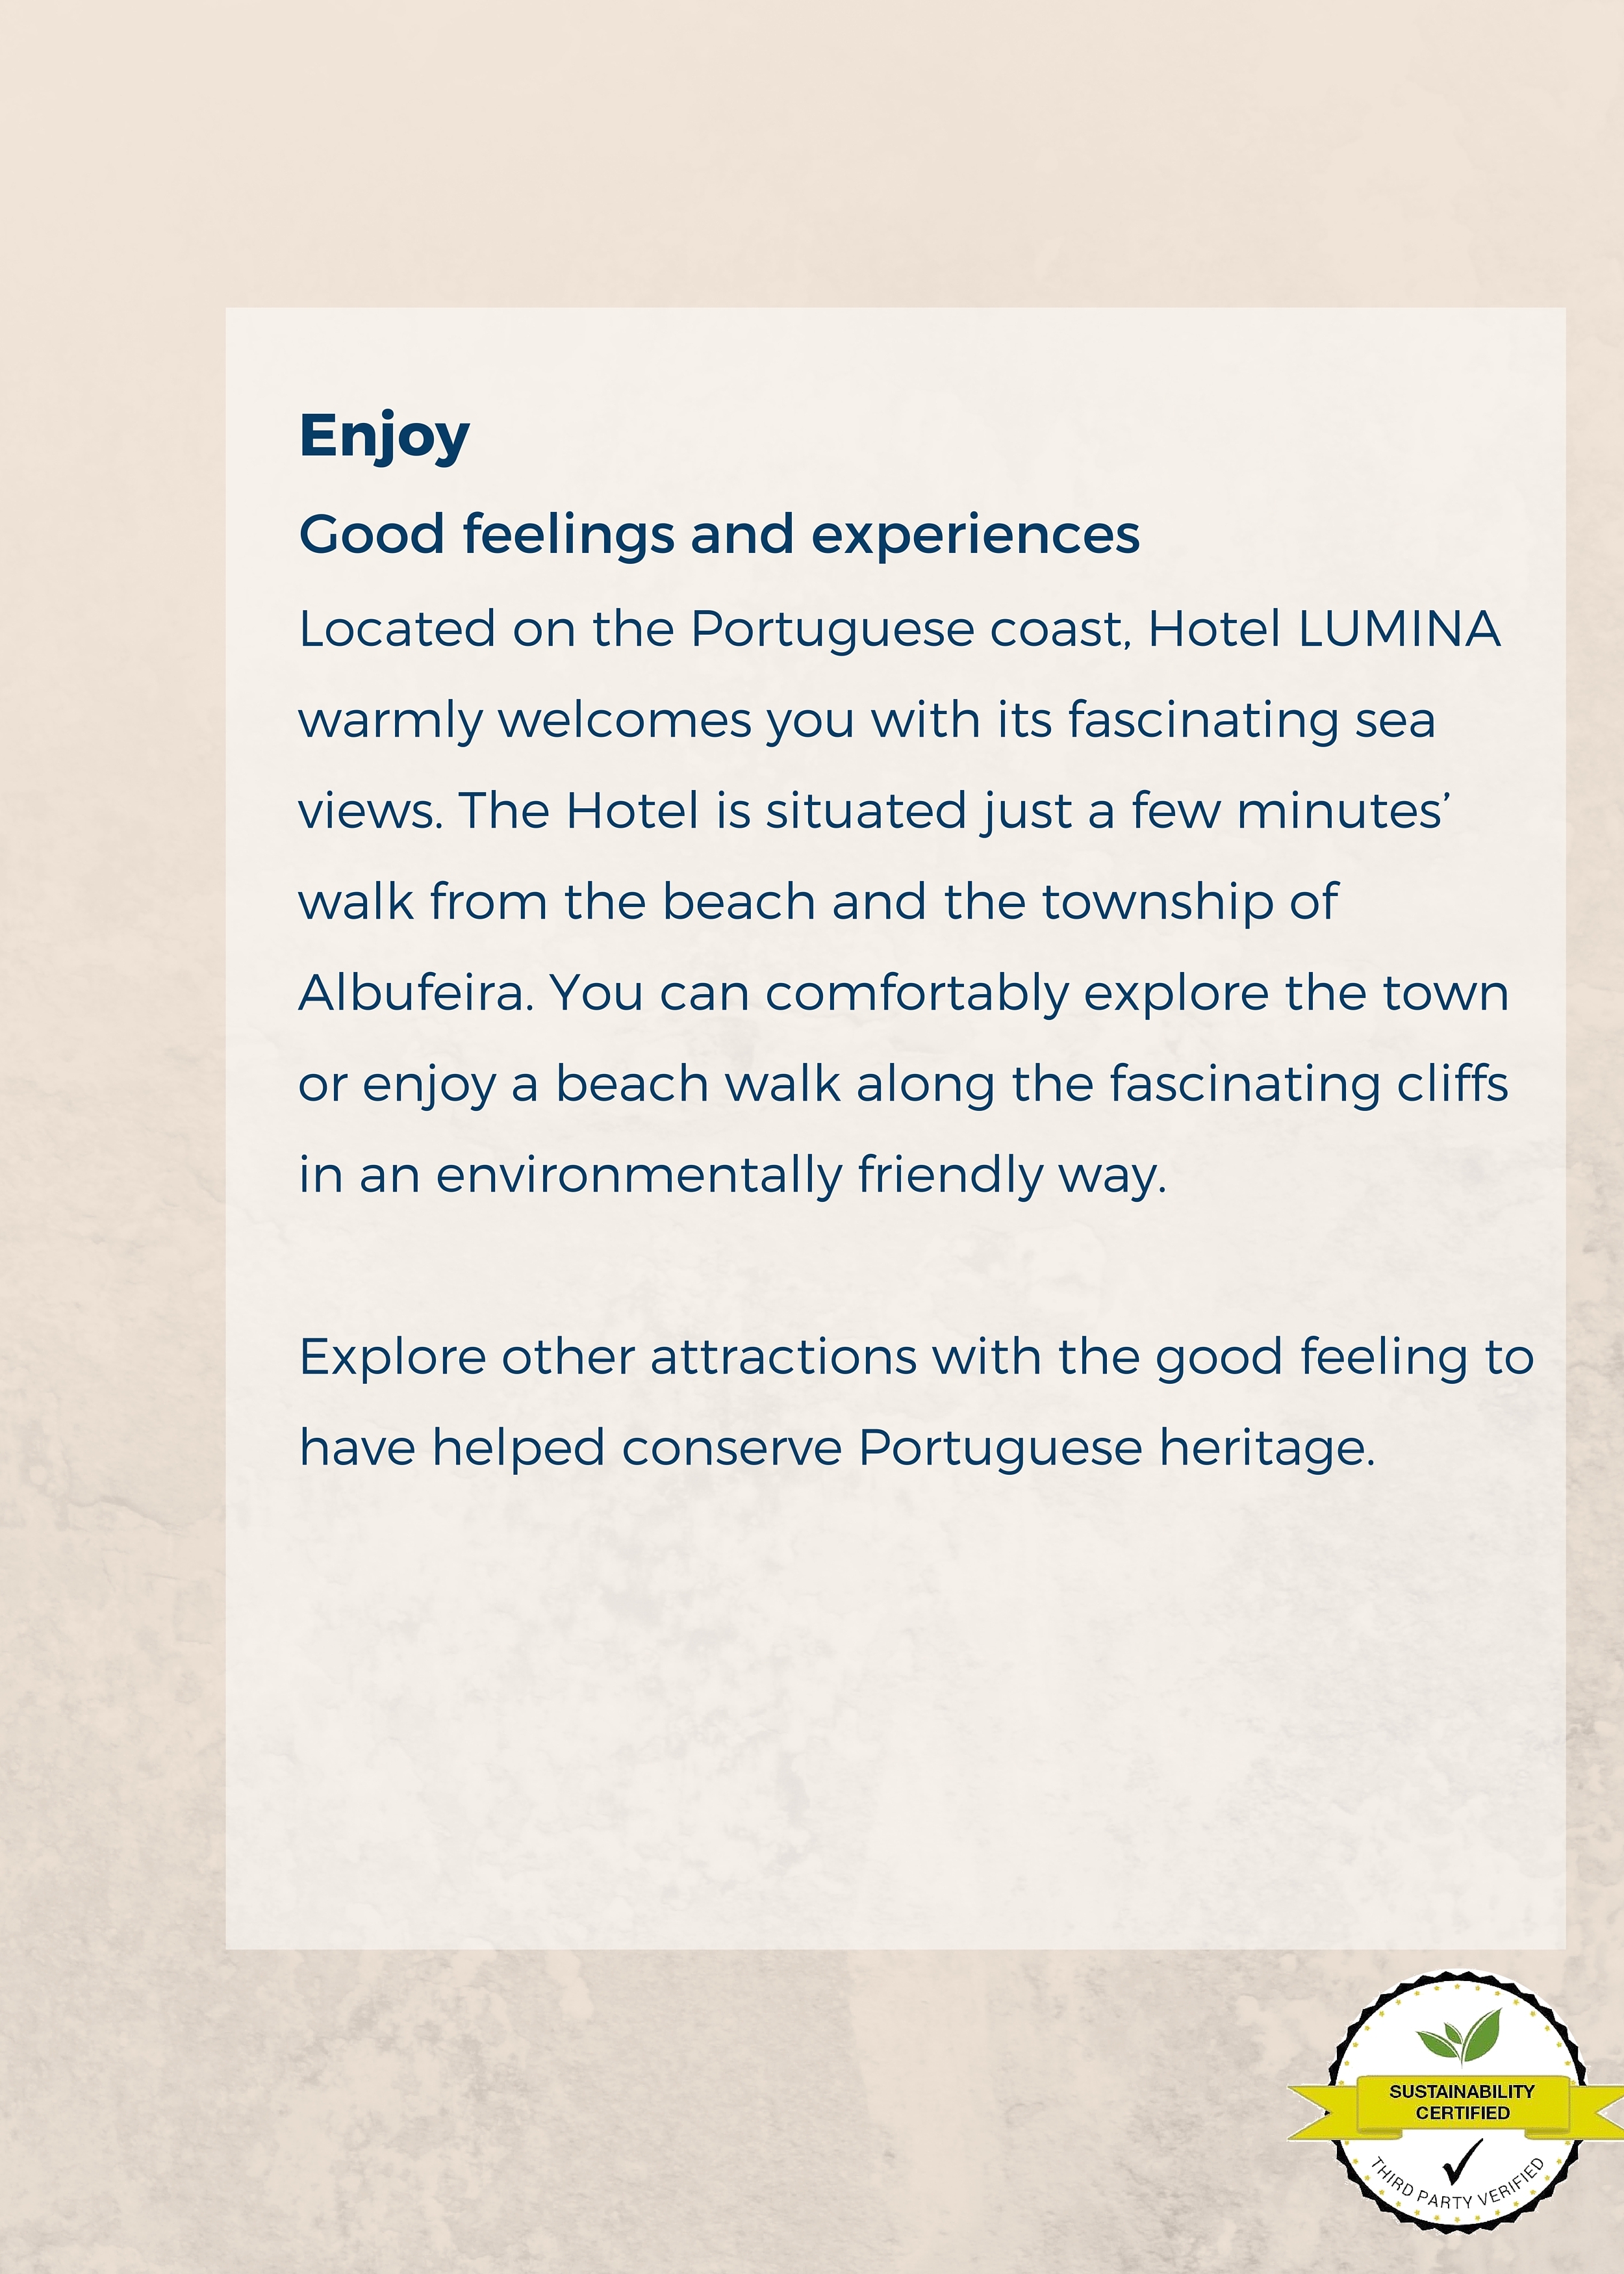 Enjoy
Good feelings and experiences
Located on the Portuguese coast, Hotel LUMINA
warmly welcomes you with its fascinating sea
views. The Hotel is situated just a few minutes’
walk from the beach and the township of
Albufeira. You can comfortably explore the town
or enjoy a beach walk along the fascinating cliffs
in an environmentally friendly way.
Explore other attractions with the good feeling to
have helped conserve Portuguese heritage.
SUSTAINABILITY
CERTIFIED
THIRD PARTY VERIFIED